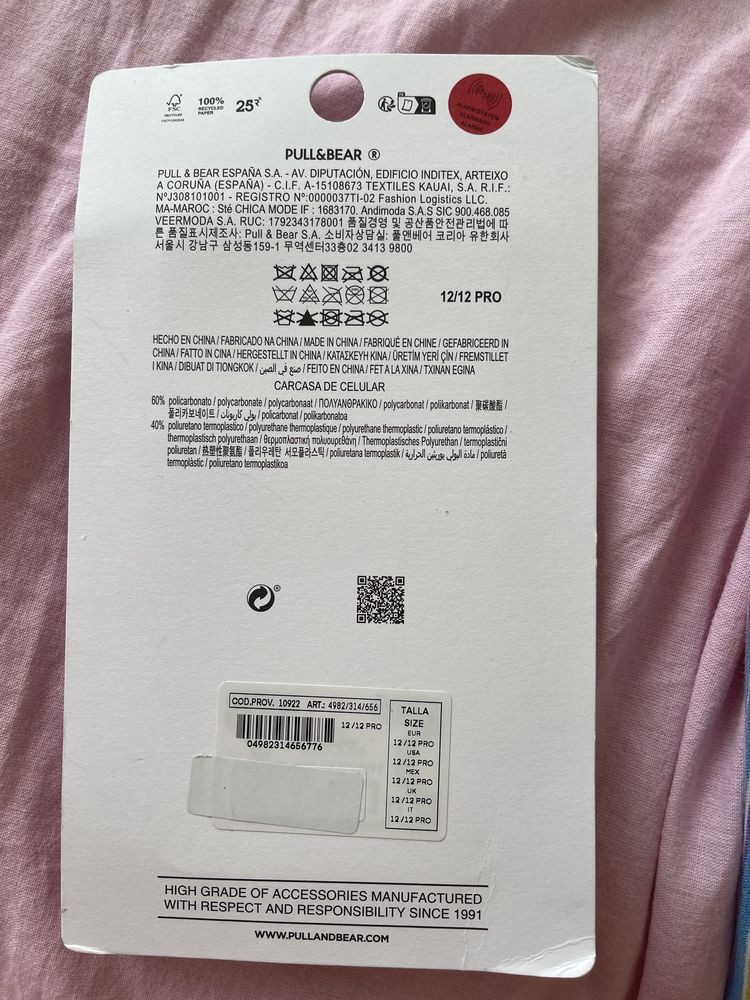 FSC
RECYCLED
100%
RECYCLED
PAPER
25
ALARM SYSTEM
ALARMADO
ALARME
PULL&BEAR ®
PULL & BEAR ESPAÑA S.A. - AV. DIPUTACIÓN, EDIFICIO INDITEX, ARTEIXO
A CORUÑA (ESPAÑA) - C.I.F. A-15108673 TEXTILES KAUAI, S.A. R.I.F.:
NºJ308101001 - REGISTRO Nº:0000037TI-02 Fashion Logistics LLC.
MA-MAROC : Sté CHICA MODE IF : 1683170. Andimoda S.A.S SIC 900.468.085
VEERMODA S.A. RUC: 1792343178001 품질경영 및 공산품안전관리법에 따
른 품질표시제조사: Pull & Bear S.A. 소비자상담실: 풀앤베어 코리아 유한회사
서울시 강남구 삼성동159-1 무역센터33층02 3413 9800
12/12 PRO
HECHO EN CHINA / FABRICADO NA CHINA / MADE IN CHINA / FABRIQUÉ EN CHINE / GEFABRICEERD IN
CHINA / FATTO IN CINA / HERGESTELLT IN CHINA / ΚΑΤΑΣΚΕΥΗ ΚΙΝΑ / ÜRETİM YERİ ÇİN / FREMSTILLET
I KINA / DIBUAT DI TIONGKOK / صنع في الصين / FEITO EN CHINA / FET A LA XINA / TXINAN EGINA
CARCASA DE CELULAR
60% policarbonato / polycarbonate / polycarbonaat / ΠΟΛΥΑΝΘΡΑΚΙΚΟ / polycarbonat / polikarbonat / 聚碳酸酯 /
폴리카보네이트 / بولي كاربونات / policarbonat / polikarbonatoa
40% poliuretano termoplastico / polyurethane thermoplastique / polyurethane thermoplastic / poliuretano termoplástico /
thermoplastisch polyurethaan / θερμοπλαστική πολυουρεθάνη / Thermoplastisches Polyurethan / termoplastični
poliuretan / 热塑性聚氨酯 / 폴리우레탄 서모플라스틱 / poliuretana termoplastik / مادة البولي يوريثين الحرارية / poliuretà
termoplàstic / poliuretano termoplastikoa
COD.PROV. 10922 ART.: 4982/314/656
12/12 PRO
04982314656776
TALLA
SIZE
EUR
12/12 PRO
USA
12/12 PRO
MEX
12/12 PRO
UK
12/12 PRO
IT
12/12 PRO
HIGH GRADE OF ACCESSORIES MANUFACTURED
WITH RESPECT AND RESPONSIBILITY SINCE 1991
WWW.PULLANDBEAR.COM